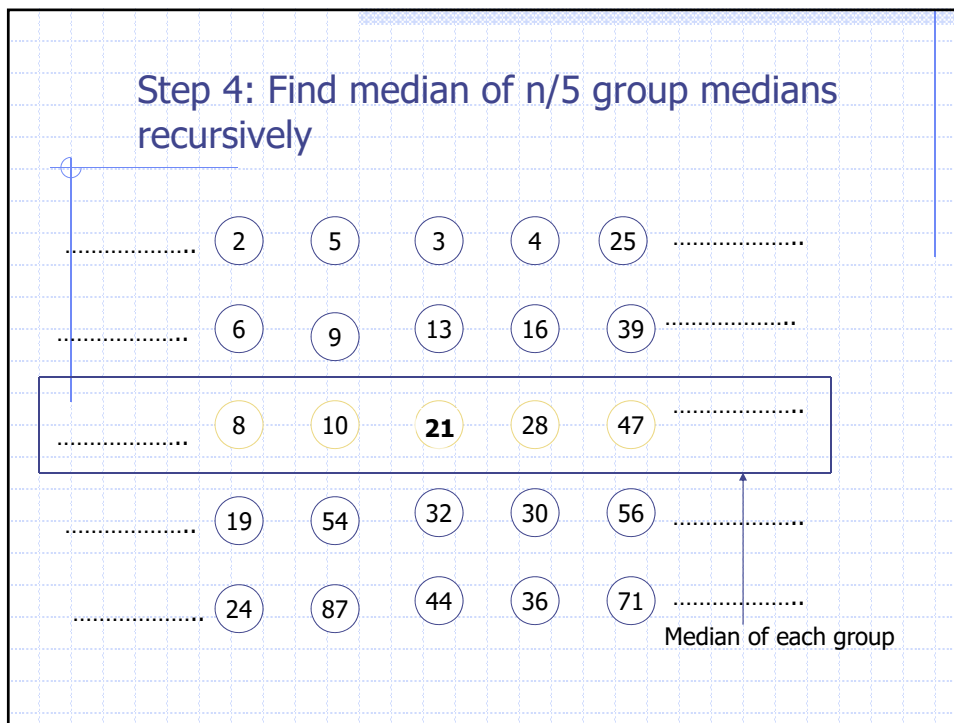 Step 4: Find median of n/5 group medians
recursively
……………….. 2 5 3 4 25 ………………..
……………….. 6 9 13 16 39 ………………..
……………….. 8 10 21 28 47 ………………..
……………….. 19 54 32 30 56 ………………..
……………….. 24 87 44 36 71 ………………..
Median of each group